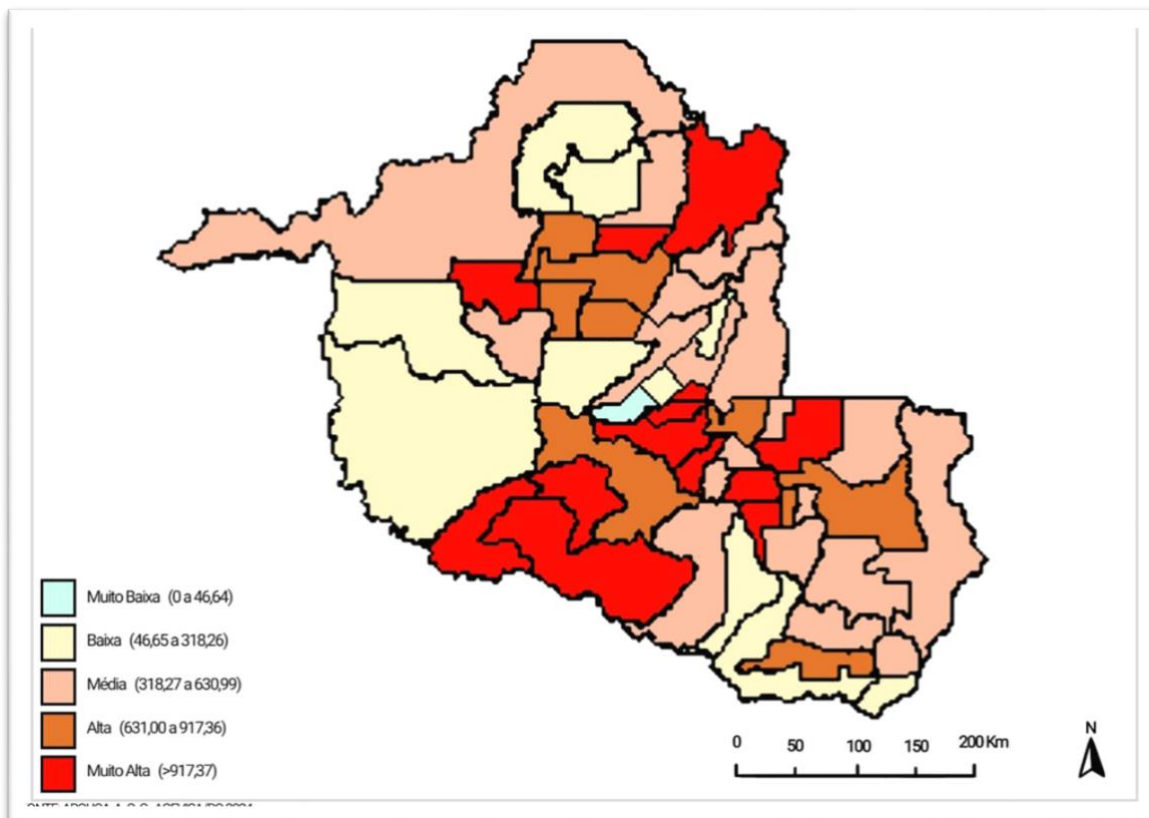 Muito Baixa (0 a 46,64)
Baixa (46,65 a 318,26)
Média (318,27 a 630,99)
Alta (631,00 a 917,36)
Muito Alta (>917,37)
0 50 100 150 200 Km
N